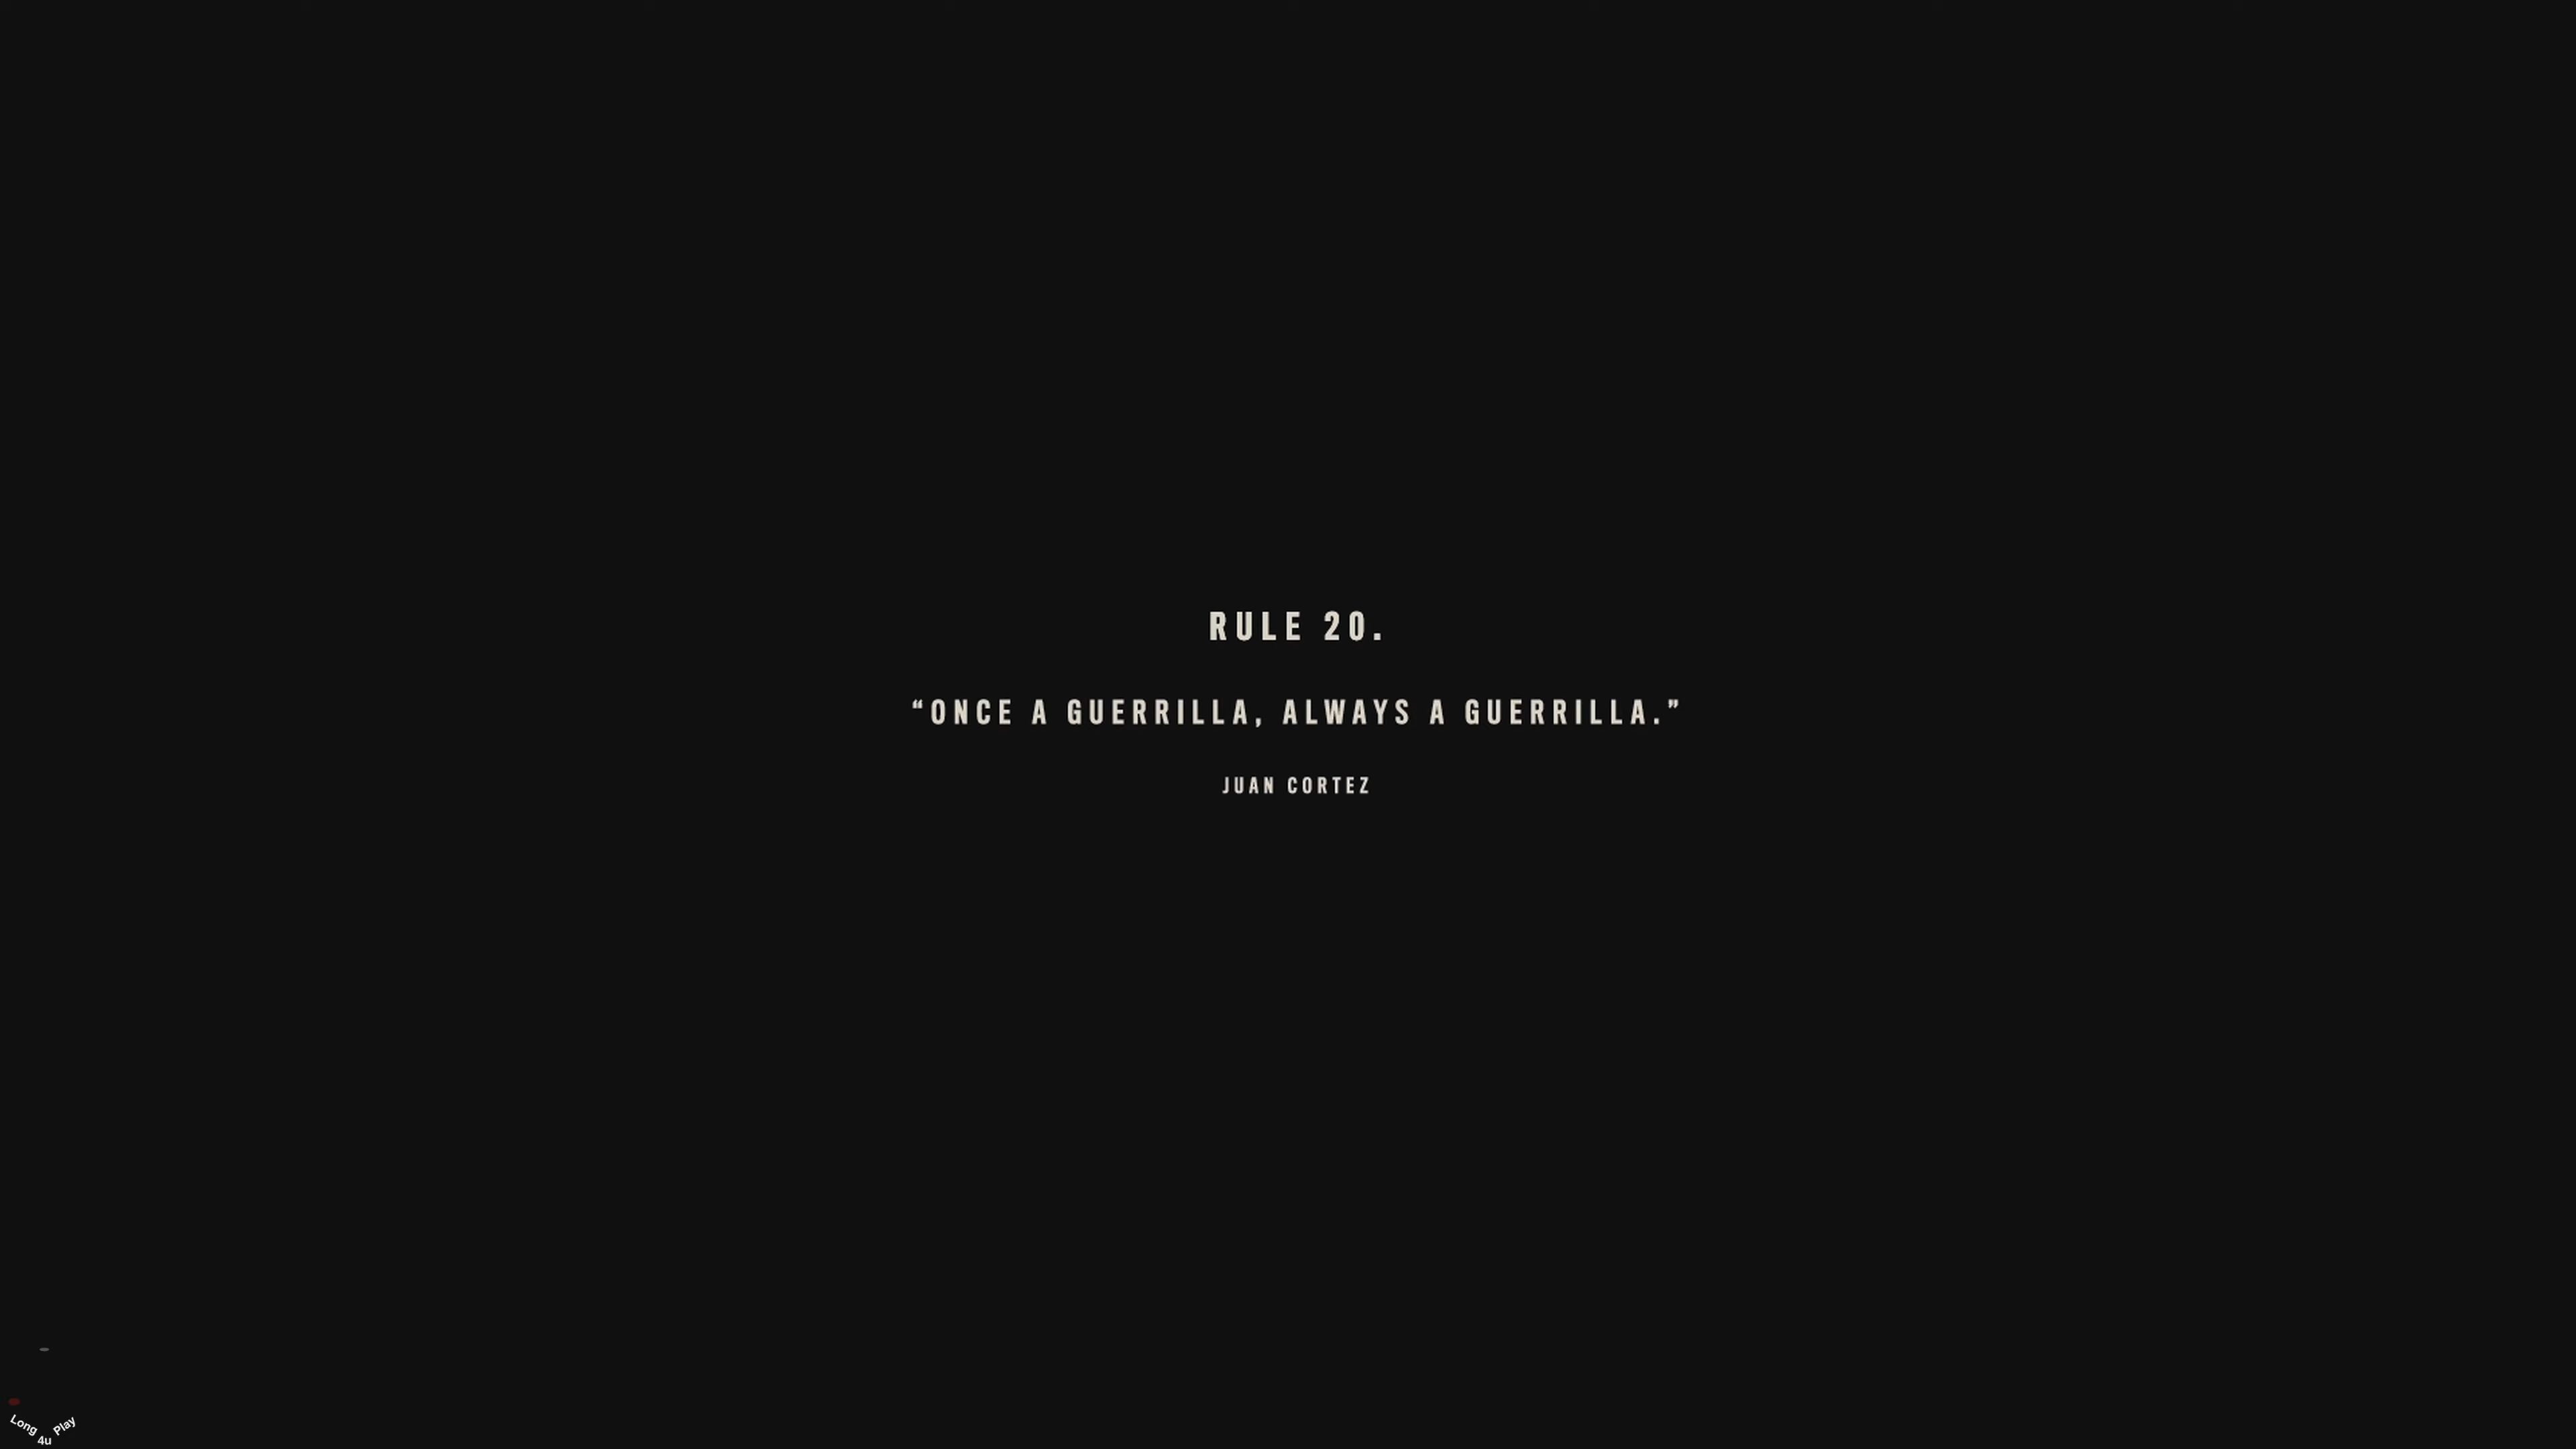 RULE 20.
“ONCE A GUERRILLA, ALWAYS A GUERRILLA.”
JUAN CORTEZ
Long Play
4u